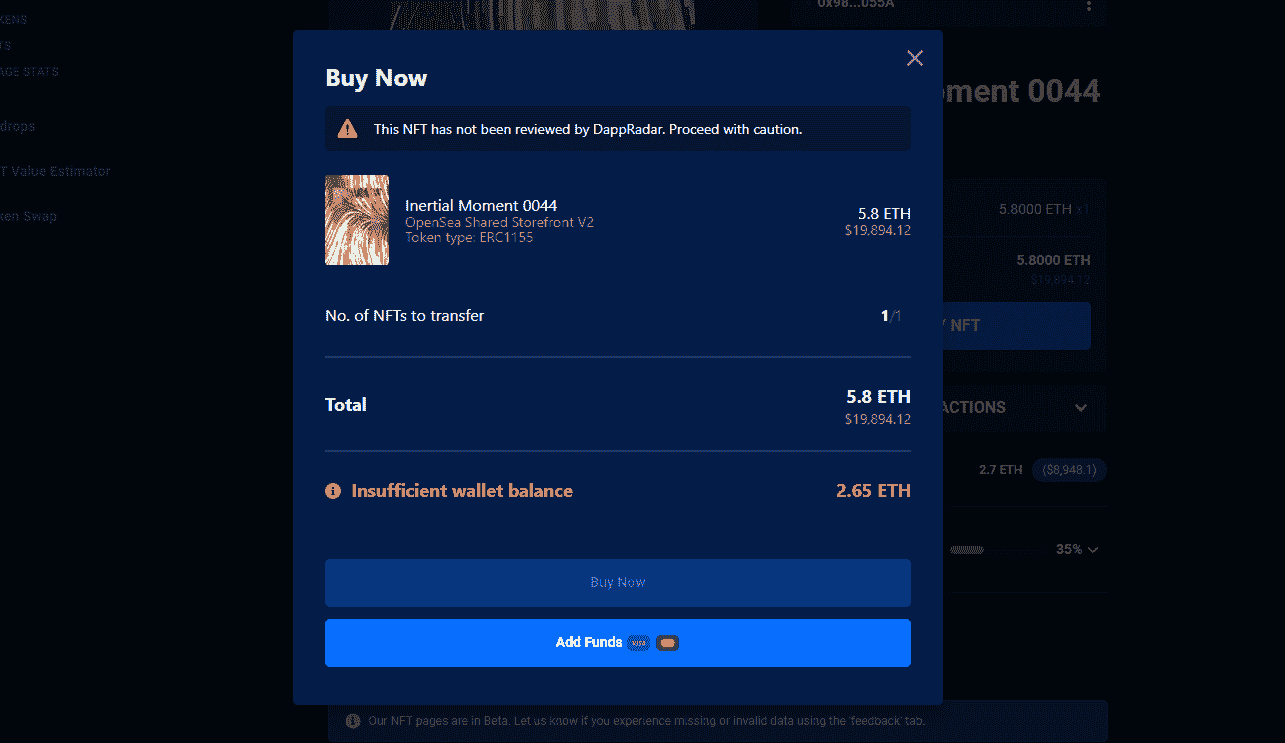 KENS
0x98...055A
TS
AGE STATS
Buy Now
oment 0044
drops
This NFT has not been reviewed by DappRadar. Proceed with caution.
T Value Estimator
ken Swap
Inertial Moment 0044
OpenSea Shared Storefront V2
Token type: ERC1155
5.8 ETH
$19,894.12
5.8000 ETH x1
5.8000 ETH
$19,894.12
No. of NFTs to transfer
1/1
Y NFT
Total
5.8 ETH
$19,894.12
ACTIONS
2.7 ETH ($8,948.1)
Insufficient wallet balance
2.65 ETH
35%
Buy Now
Add Funds VISA
Our NFT pages are in Beta. Let us know if you experience missing or invalid data using the 'feedback' tab.